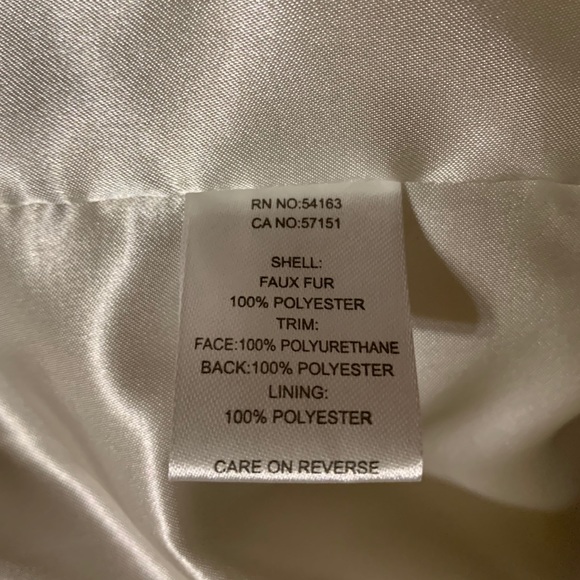 RN NO:54163
CA NO:57151
SHELL:
FAUX FUR
100% POLYESTER
TRIM:
FACE:100% POLYURETHANE
BACK:100% POLYESTER
LINING:
100% POLYESTER
CARE ON REVERSE